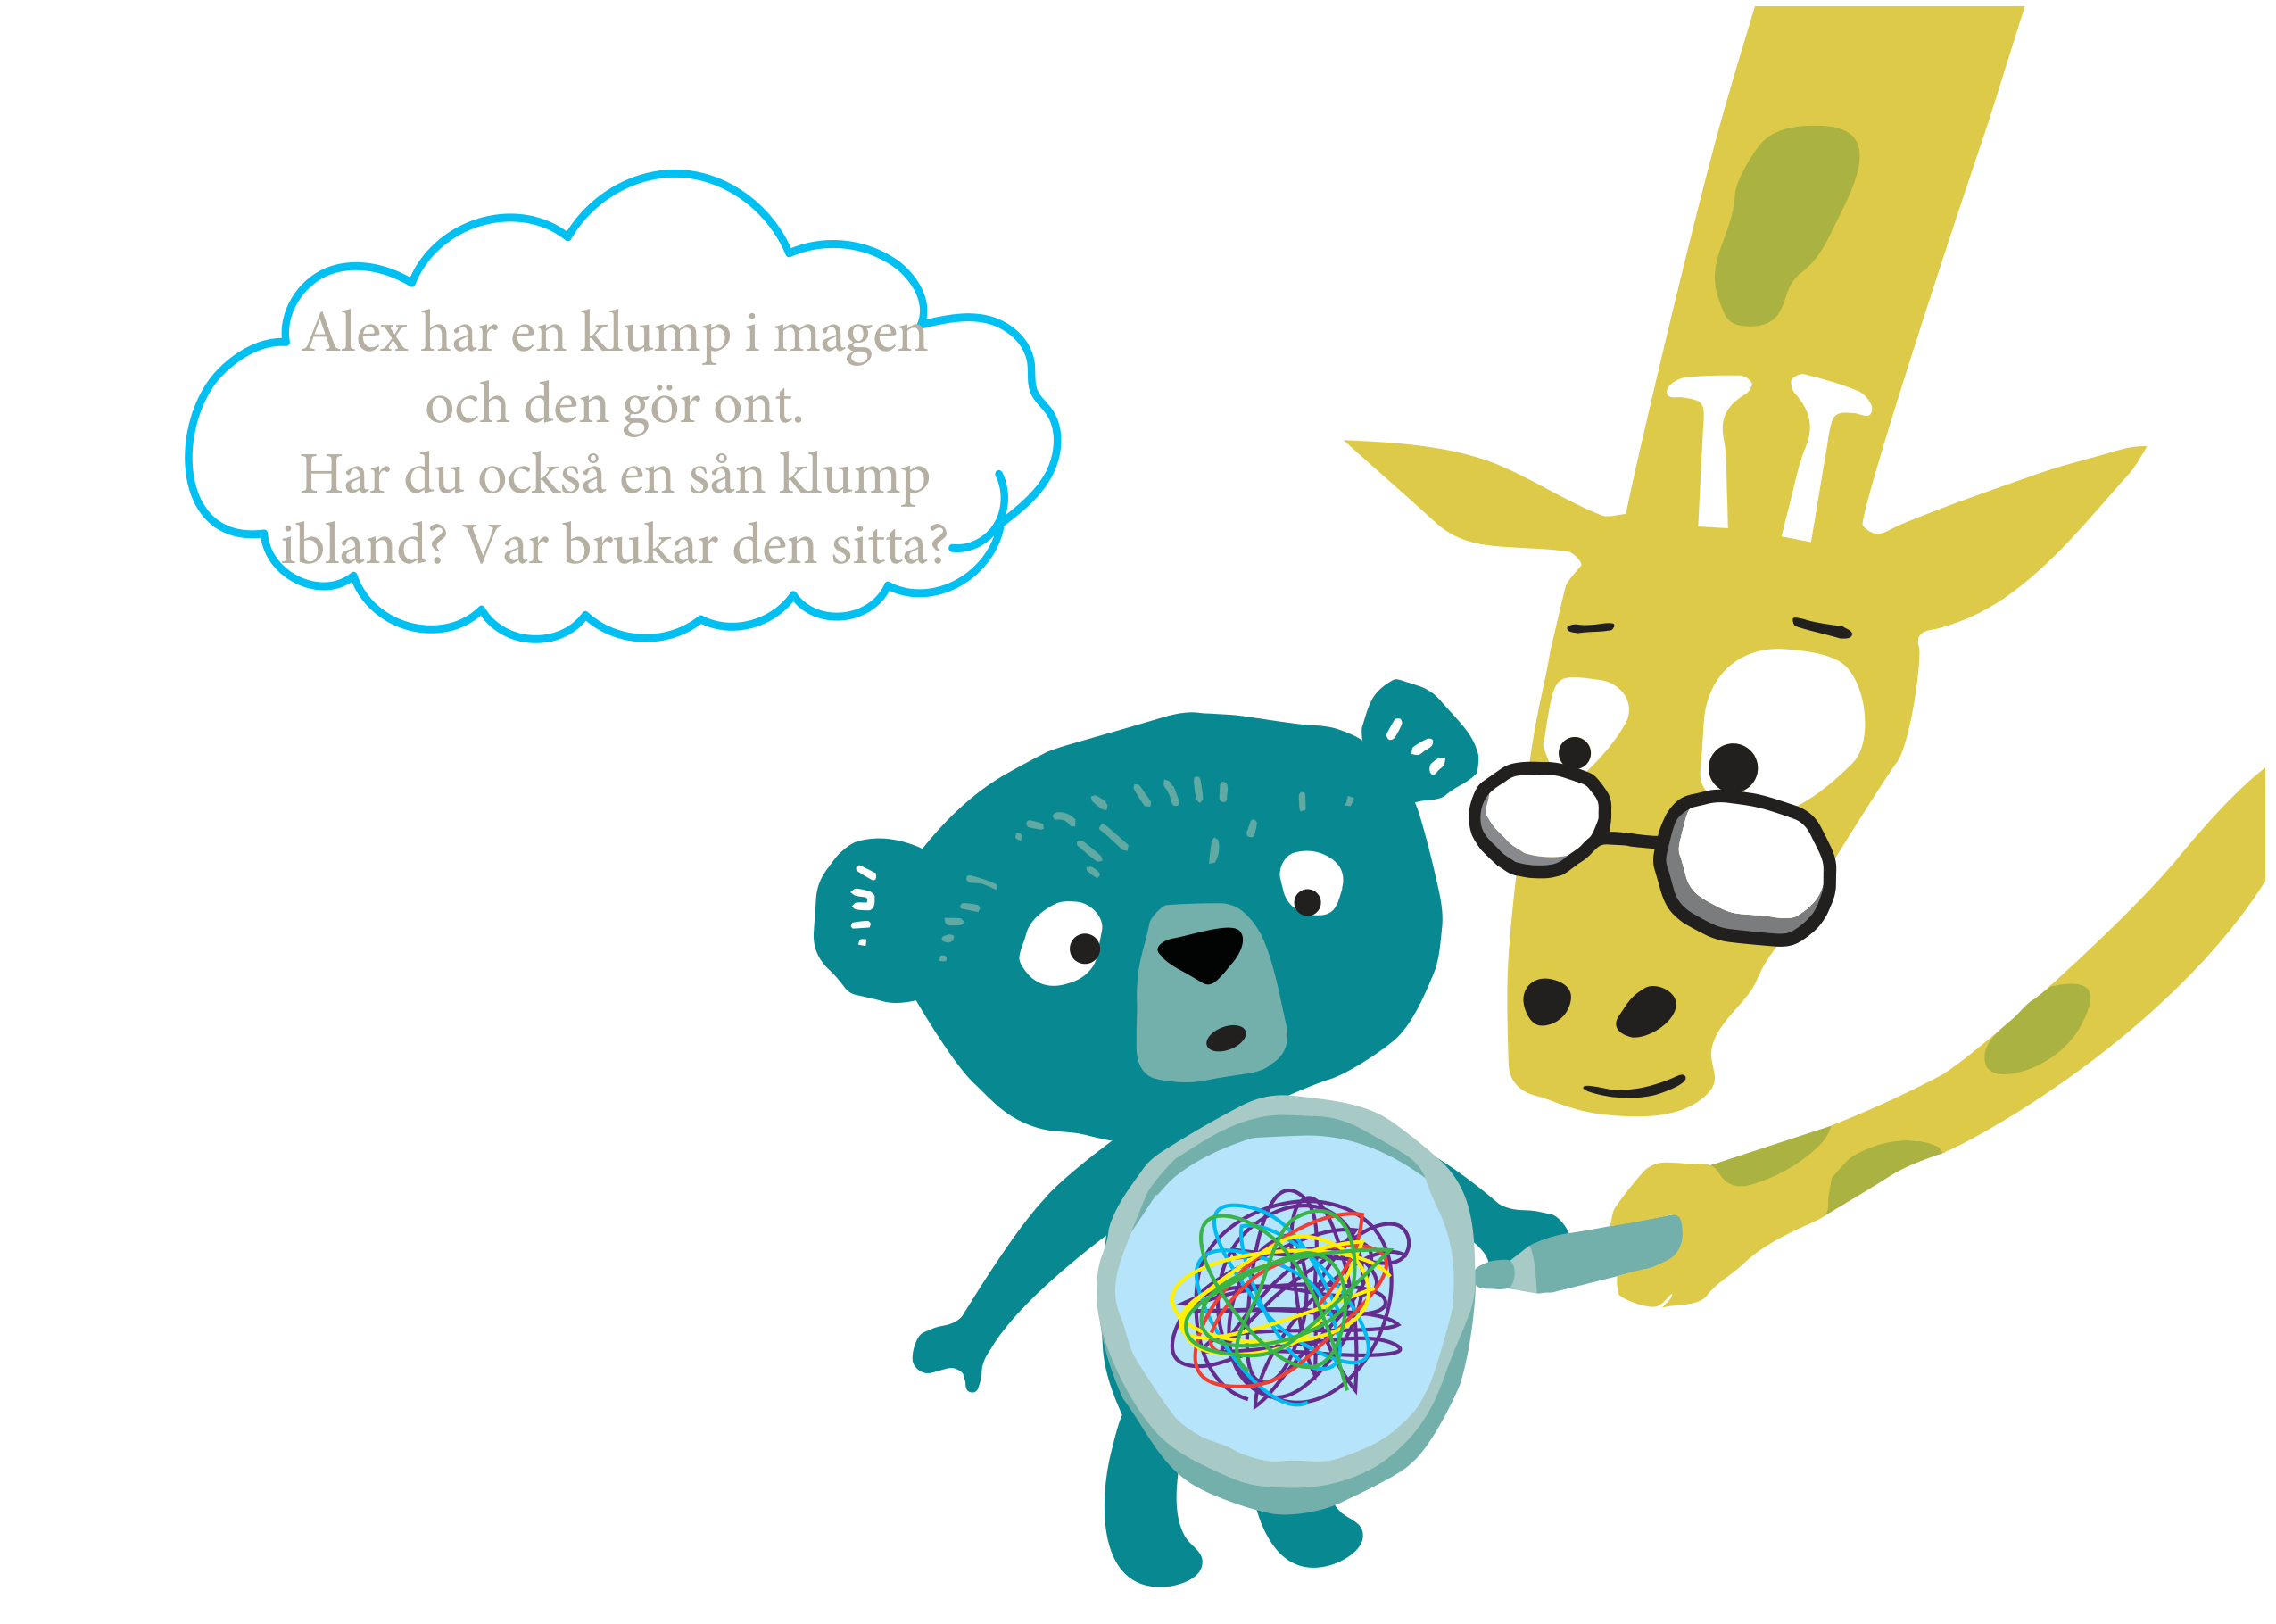 Alex har en klump i magen
och den gör ont.
Har du också en sån klump
ibland? Var brukar den sitta?